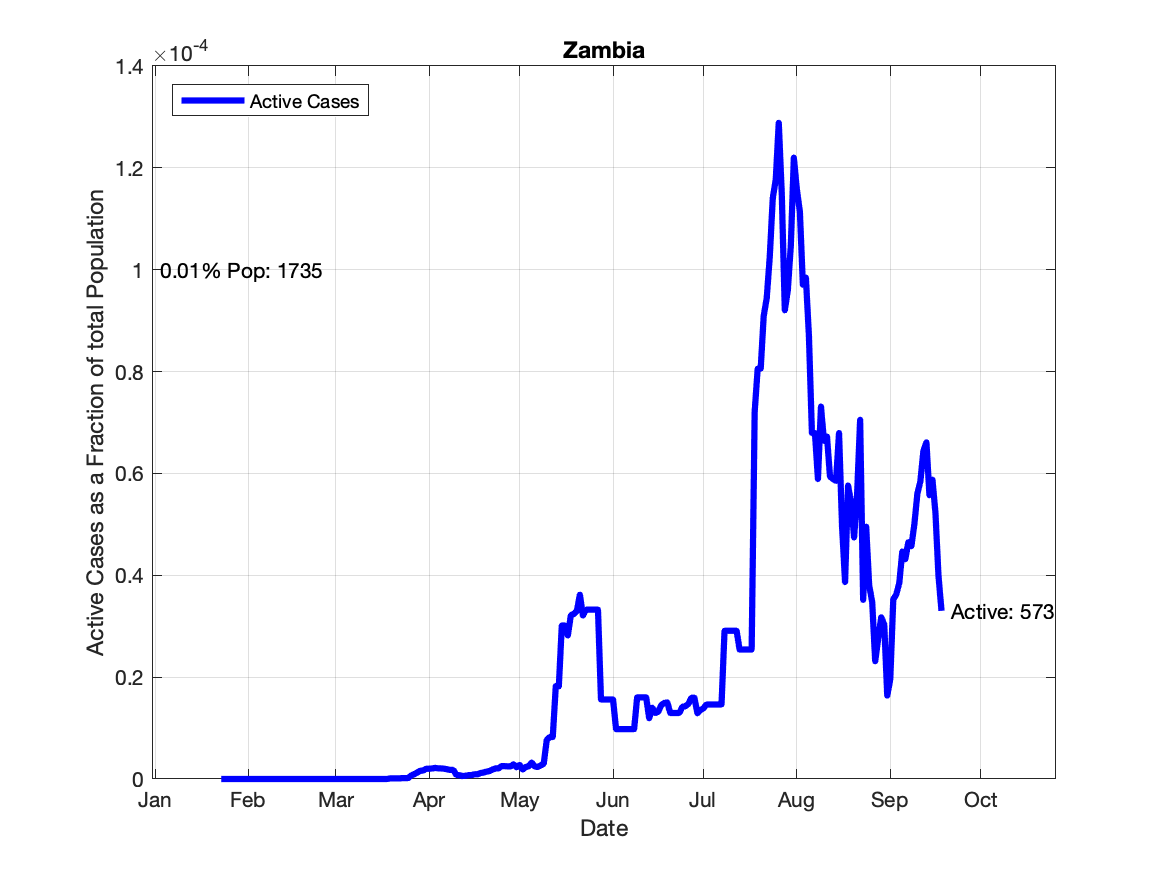 Zambia
×10-4
Active Cases
1.4
1.2
1
0.8
0.6
0.4
0.2
0
0.01% Pop: 1735
Active: 573
Active Cases as a Fraction of total Population
Jan Feb Mar Apr May Jun Jul Aug Sep Oct
Date